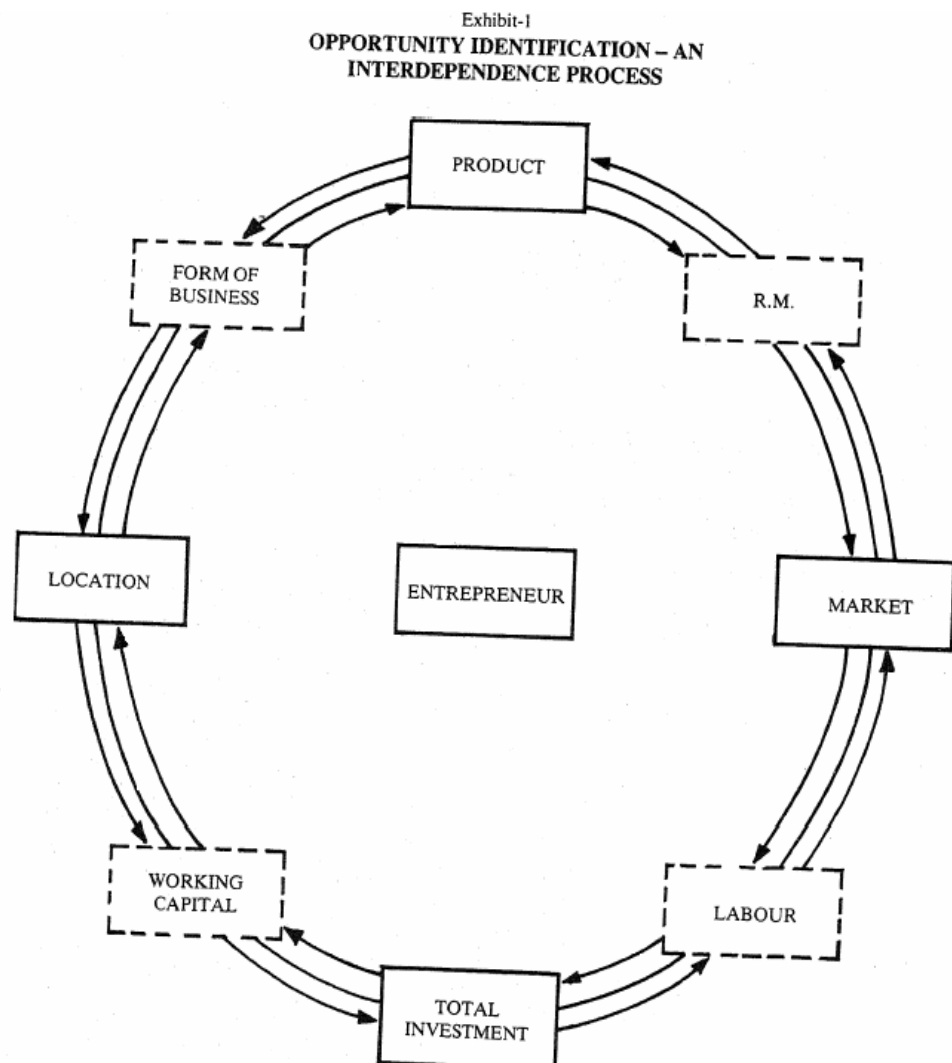 Exhibit-1
OPPORTUNITY IDENTIFICATION – AN
INTERDEPENDENCE PROCESS
PRODUCT
FORM OF
BUSINESS
R.M.
LOCATION
ENTREPRENEUR
MARKET
WORKING
CAPITAL
LABOUR
TOTAL
INVESTMENT